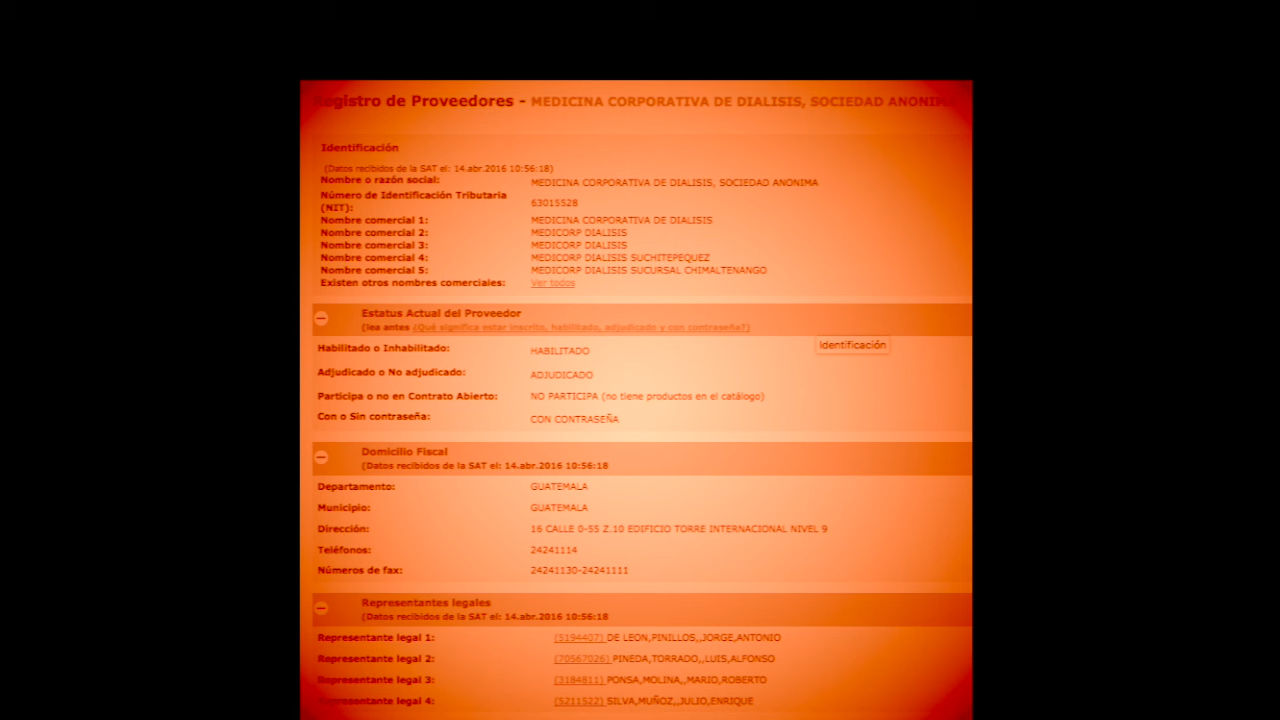 Registro de Proveedores - MEDICINA CORPORATIVA DE DIALISIS, SOCIEDAD ANONIMA
Identificación
(Datos recibidos de la SAT el: 14.abr.2016 10:56:18)
Nombre o razón social: MEDICINA CORPORATIVA DE DIALISIS, SOCIEDAD ANONIMA
Número de Identificación Tributaria
(NIT): 63015528
Nombre comercial 1: MEDICINA CORPORATIVA DE DIALISIS
Nombre comercial 2: MEDICORP DIALISIS
Nombre comercial 3: MEDICORP DIALISIS
Nombre comercial 4: MEDICORP DIALISIS SUCHITEPEQUEZ
Nombre comercial 5: MEDICORP DIALISIS SUCURSAL CHIMALTENANGO
Existen otros nombres comerciales: Ver todos
Estatus Actual del Proveedor
(lea antes ¿Qué significa estar inscrito, habilitado, adjudicado y con contraseña?)
Identificación
Habilitado o Inhabilitado: HABILITADO
Adjudicado o No adjudicado: ADJUDICADO
Participa o no en Contrato Abierto: NO PARTICIPA (no tiene productos en el catálogo)
Con o Sin contraseña: CON CONTRASEÑA
Domicilio Fiscal
(Datos recibidos de la SAT el: 14.abr.2016 10:56:18
Departamento: GUATEMALA
Municipio: GUATEMALA
Dirección: 16 CALLE 0-55 Z.10 EDIFICIO TORRE INTERNACIONAL NIVEL 9
Teléfonos: 24241114
Números de fax: 24241130-24241111
Representantes legales
(Datos recibidos de la SAT el: 14.abr.2016 10:56:18
Representante legal 1: (5194407) DE LEON,PINILLOS,,JORGE,ANTONIO
Representante legal 2: (70567026) PINEDA,TORRADO,,LUIS,ALFONSO
Representante legal 3: (3184811) PONSA,MOLINA,,MARIO,ROBERTO
Representante legal 4: (5211522) SILVA,MUÑOZ,,JULIO,ENRIQUE